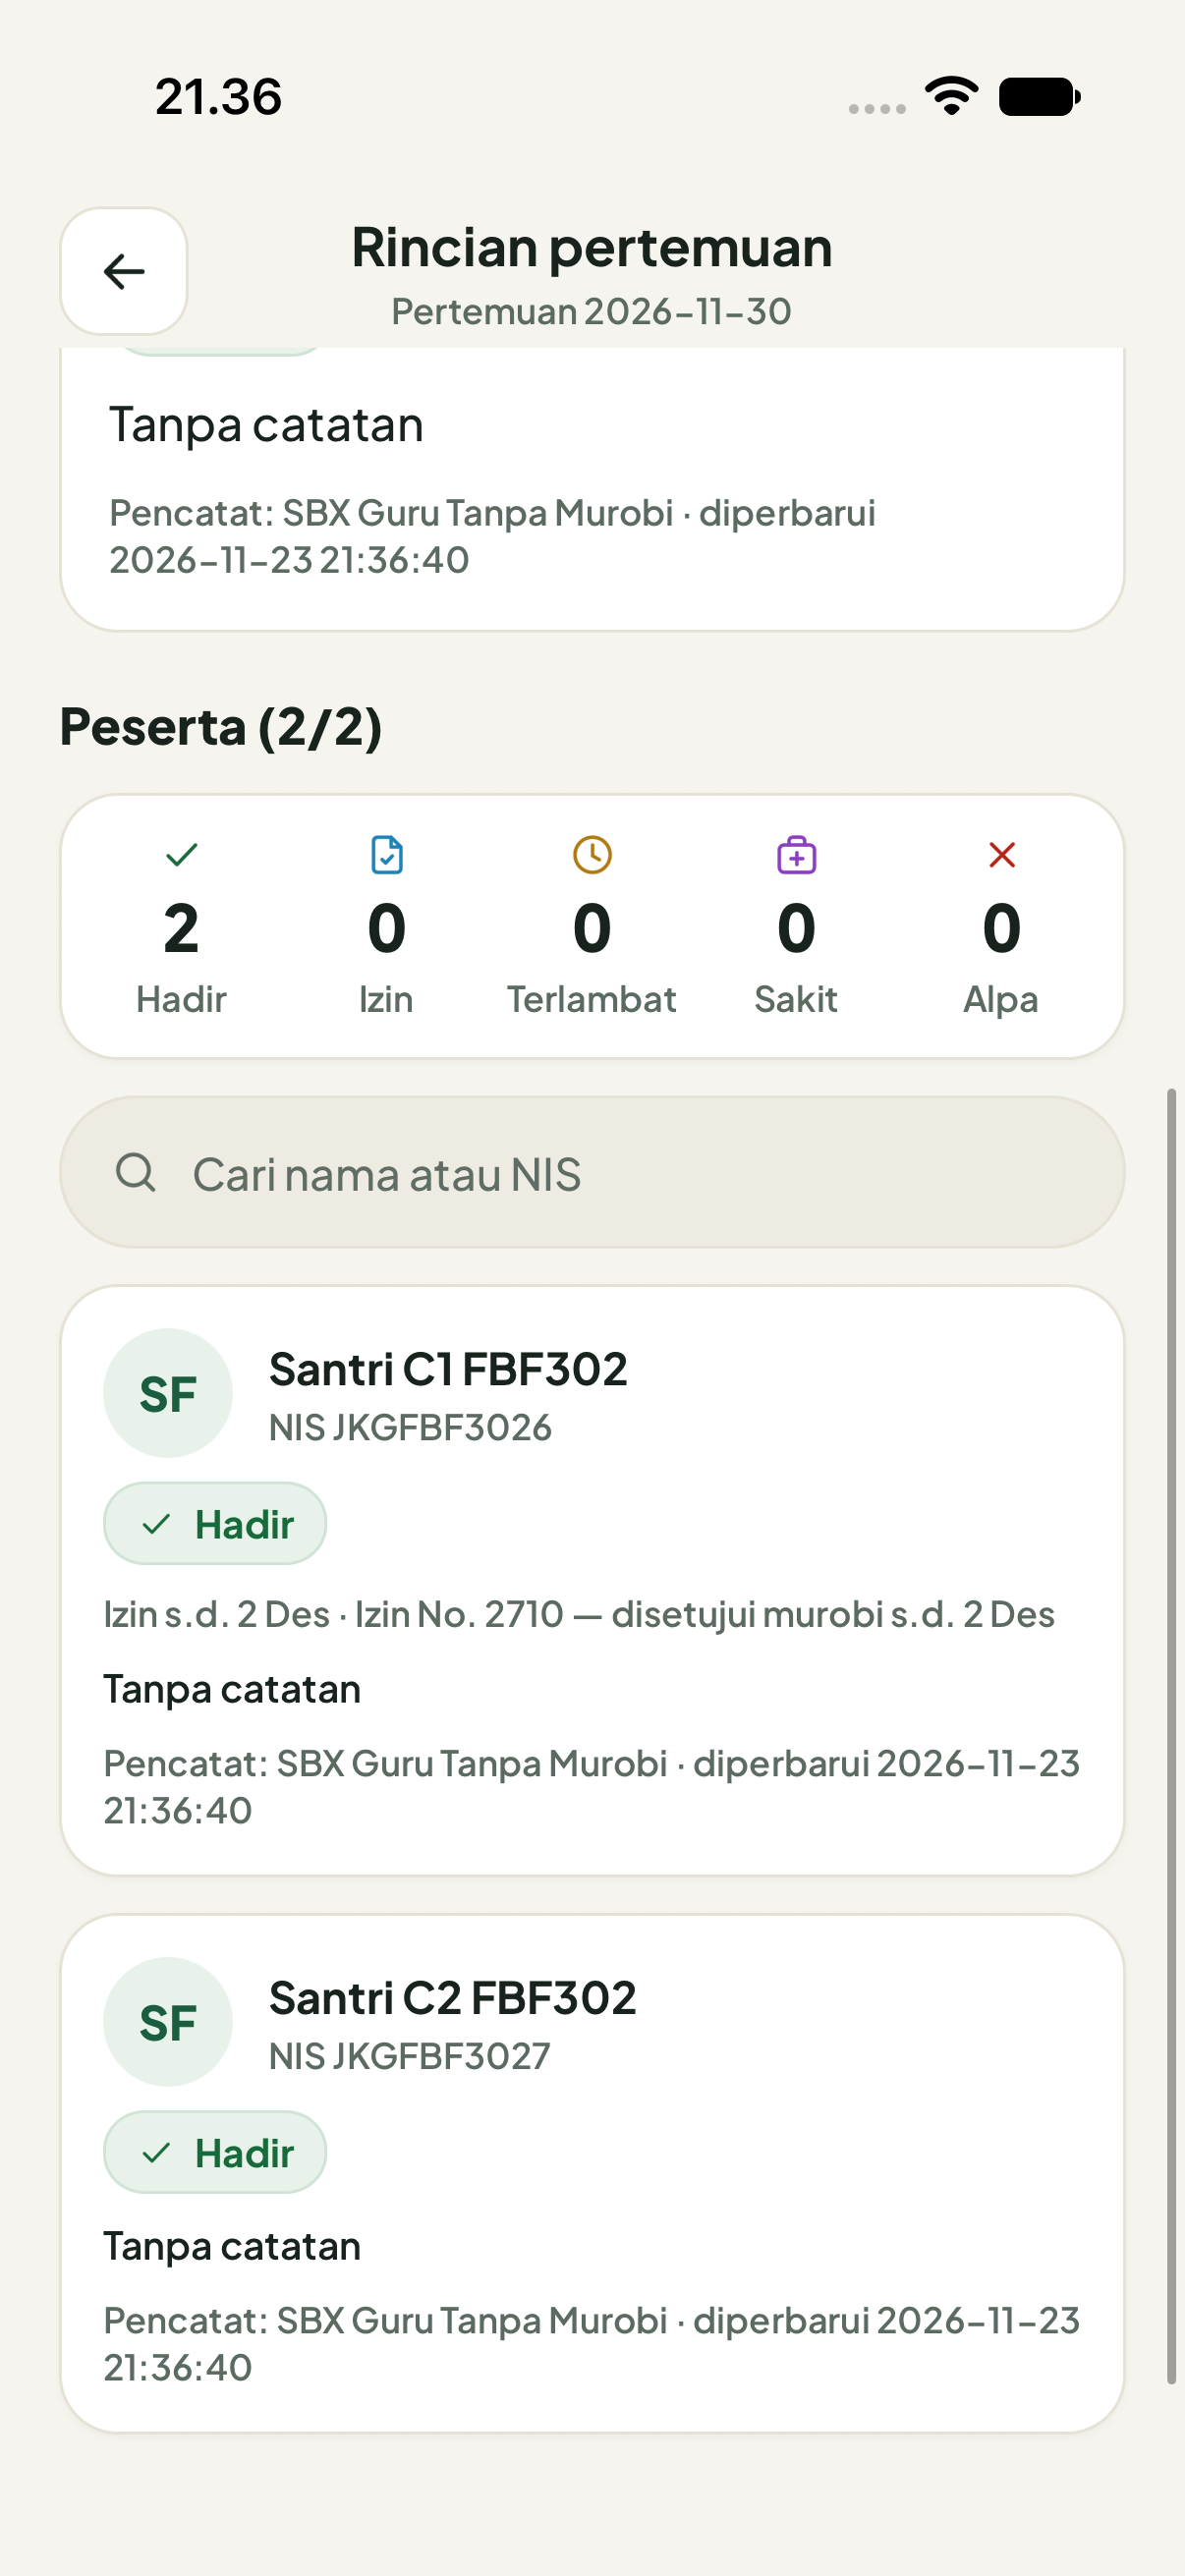 21.36
Rincian pertemuan
Pertemuan 2026-11-30
Tanpa catatan
Pencatat: SBX Guru Tanpa Murobi · diperbarui
2026-11-23 21:36:40
Peserta (2/2)
2 0 0 0 0
Hadir Izin Terlambat Sakit Alpa
Cari nama atau NIS
SF
Santri C1 FBF302
NIS JKGFBF3026
Hadir
Izin s.d. 2 Des · Izin No. 2710 — disetujui murobi s.d. 2 Des
Tanpa catatan
Pencatat: SBX Guru Tanpa Murobi · diperbarui 2026-11-23
21:36:40
SF
Santri C2 FBF302
NIS JKGFBF3027
Hadir
Tanpa catatan
Pencatat: SBX Guru Tanpa Murobi · diperbarui 2026-11-23
21:36:40